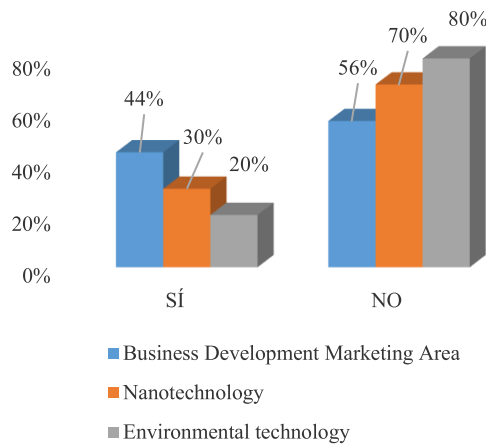 80%
70%
56%
80%
44%
60%
30%
20%
40%
20%
0%
SÍ
NO
Business Development Marketing Area
Nanotechnology
Environmental technology